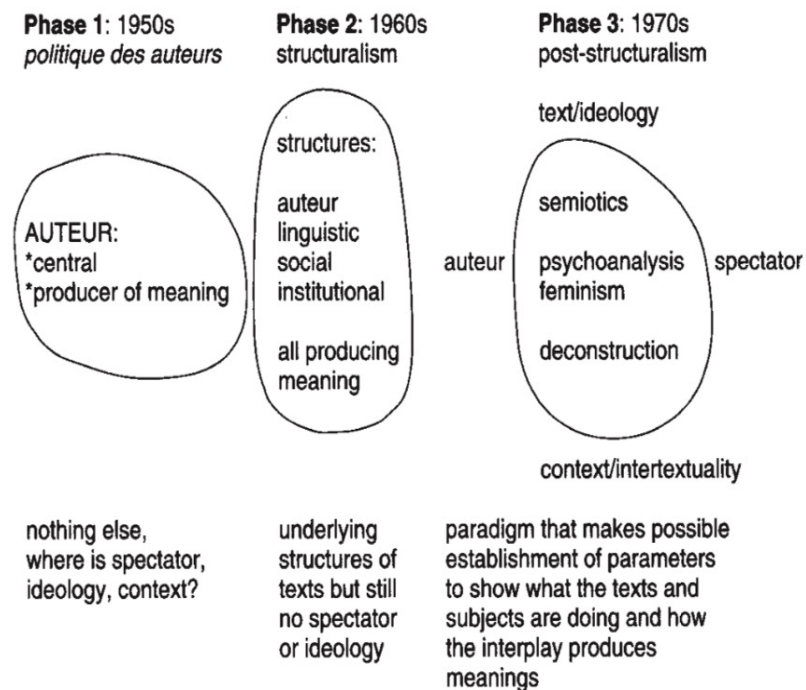 Phase 1: 1950s
politique des auteurs
AUTEUR:
*central
*producer of meaning
nothing else,
where is spectator,
ideology, context?
Phase 2: 1960s
structuralism
structures:
auteur
linguistic
social
institutional
all producing
meaning
underlying
structures of
texts but still
no spectator
or ideology
Phase 3: 1970s
post-structuralism
text/ideology
auteur
semiotics
psychoanalysis
feminism
deconstruction
spectator
context/intertextuality
paradigm that makes possible
establishment of parameters
to show what the texts and
subjects are doing and how
the interplay produces
meanings